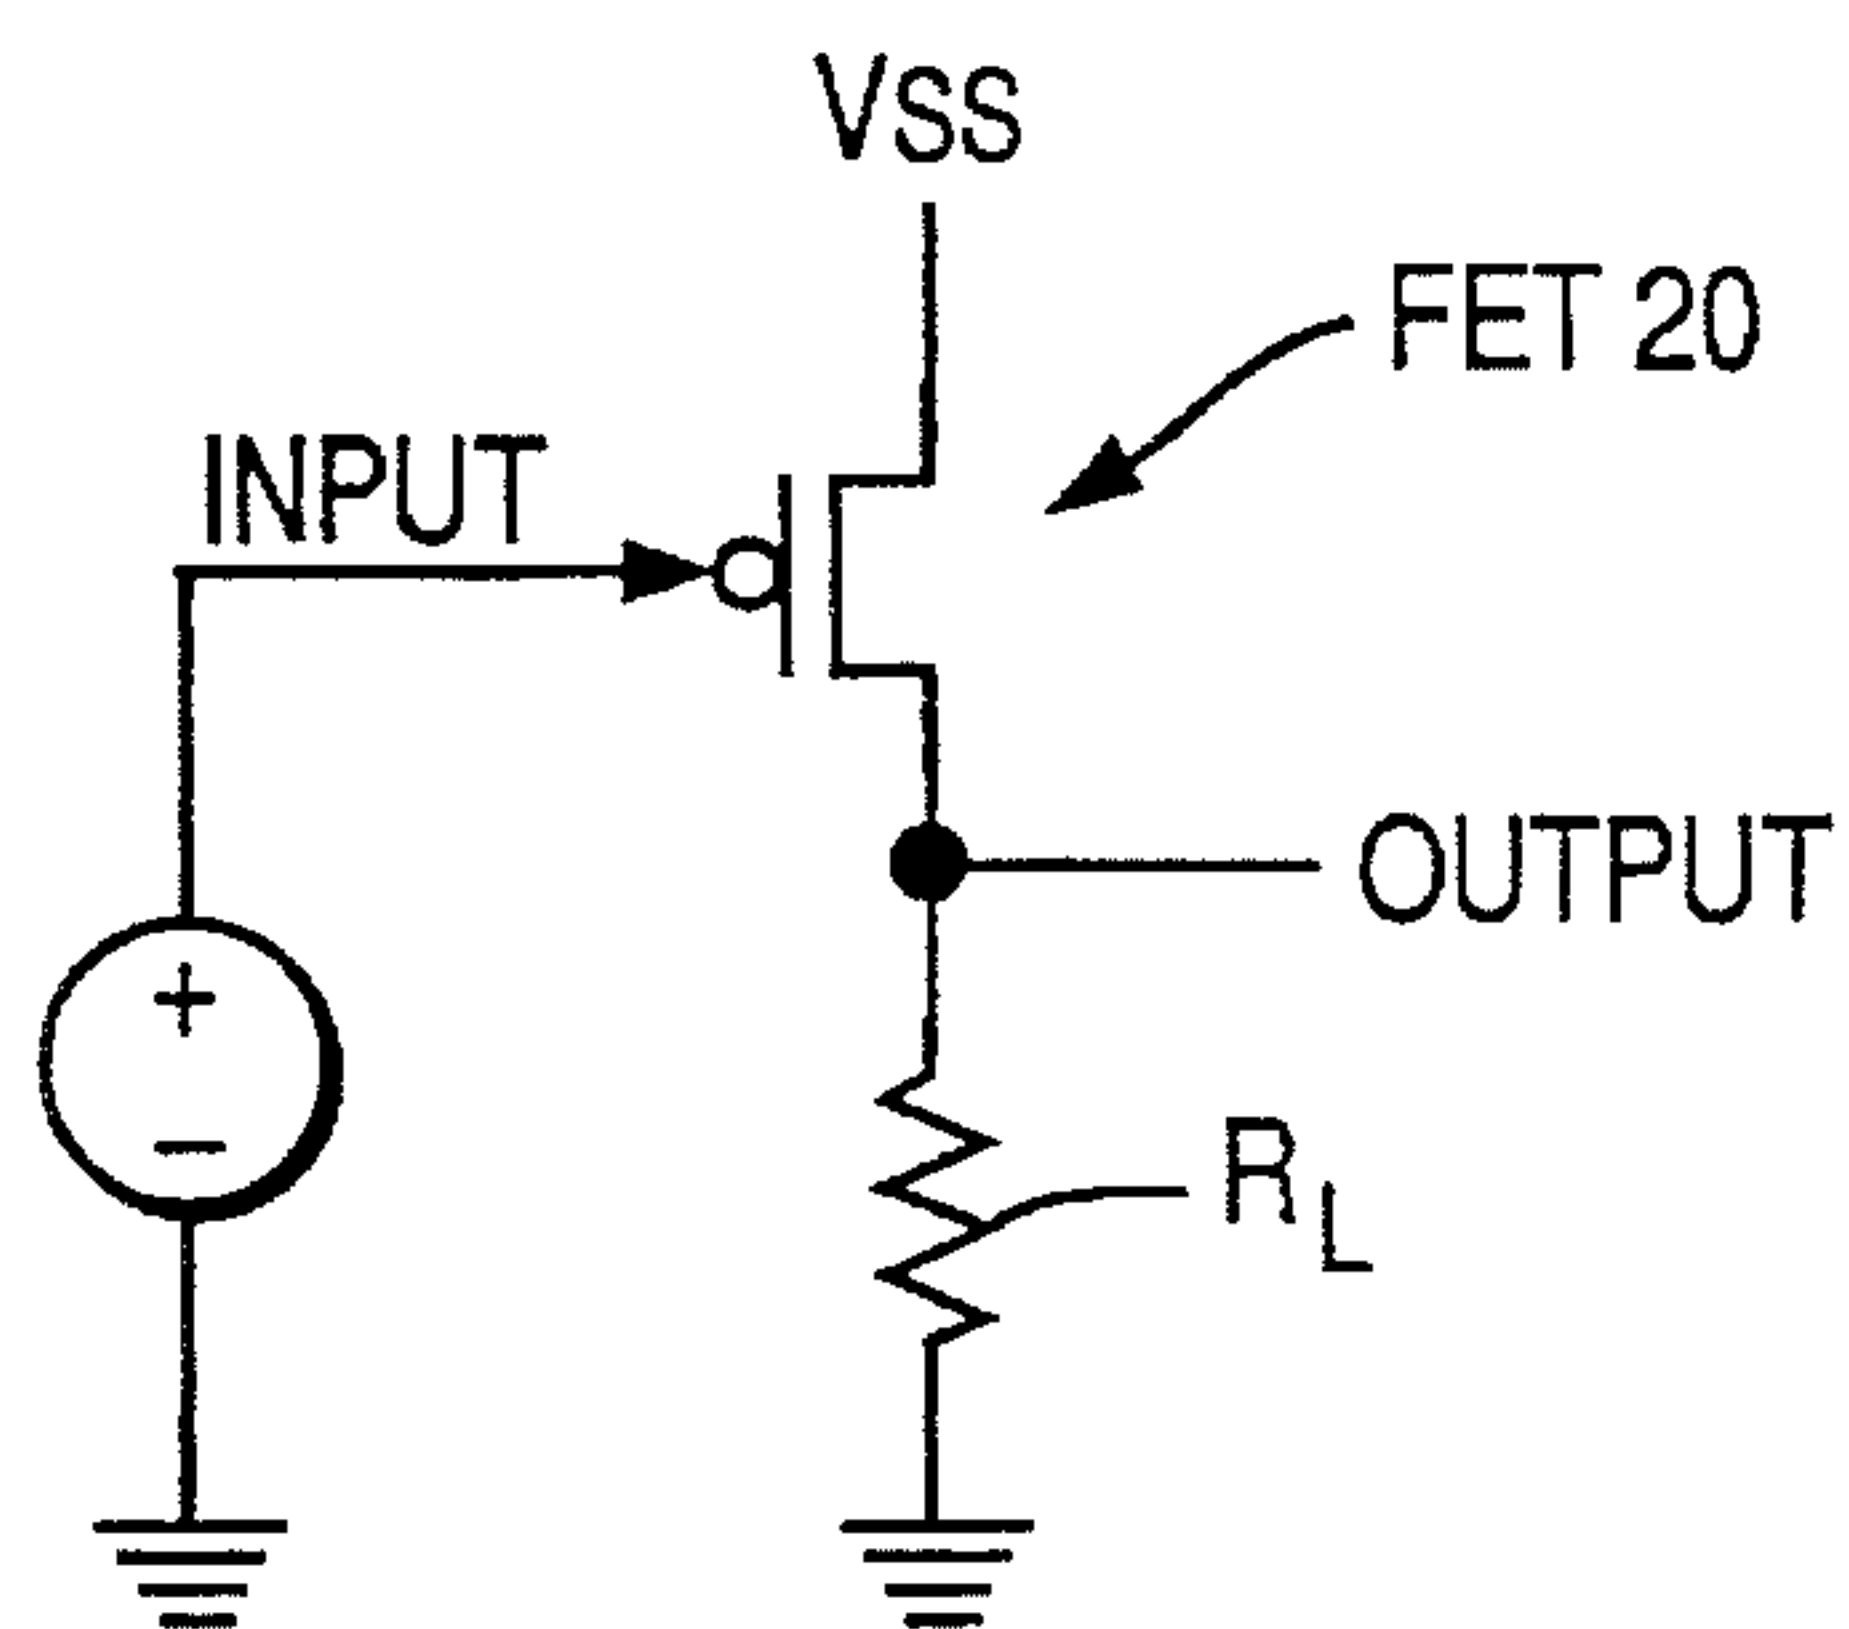 VSS
FET 20
INPUT
OUTPUT
+
−
R_L